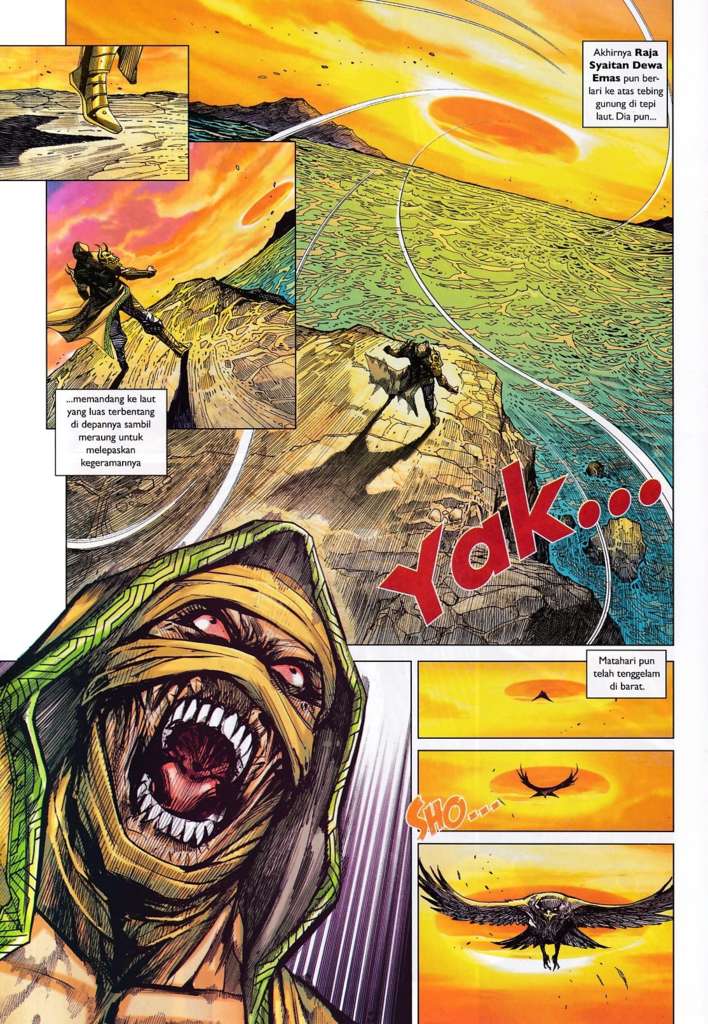 Akhirnya Raja
Syaitan Dewa
Emas pun ber-
lari ke atas tebing
gunung di tepi
laut. Dia pun...
...memandang ke laut
yang luas terbentang
di depannya sambil
meraung untuk
melepaskan
kegeramannya
Yak...
Matahari pun
telah tenggelam
di barat.
SHO...